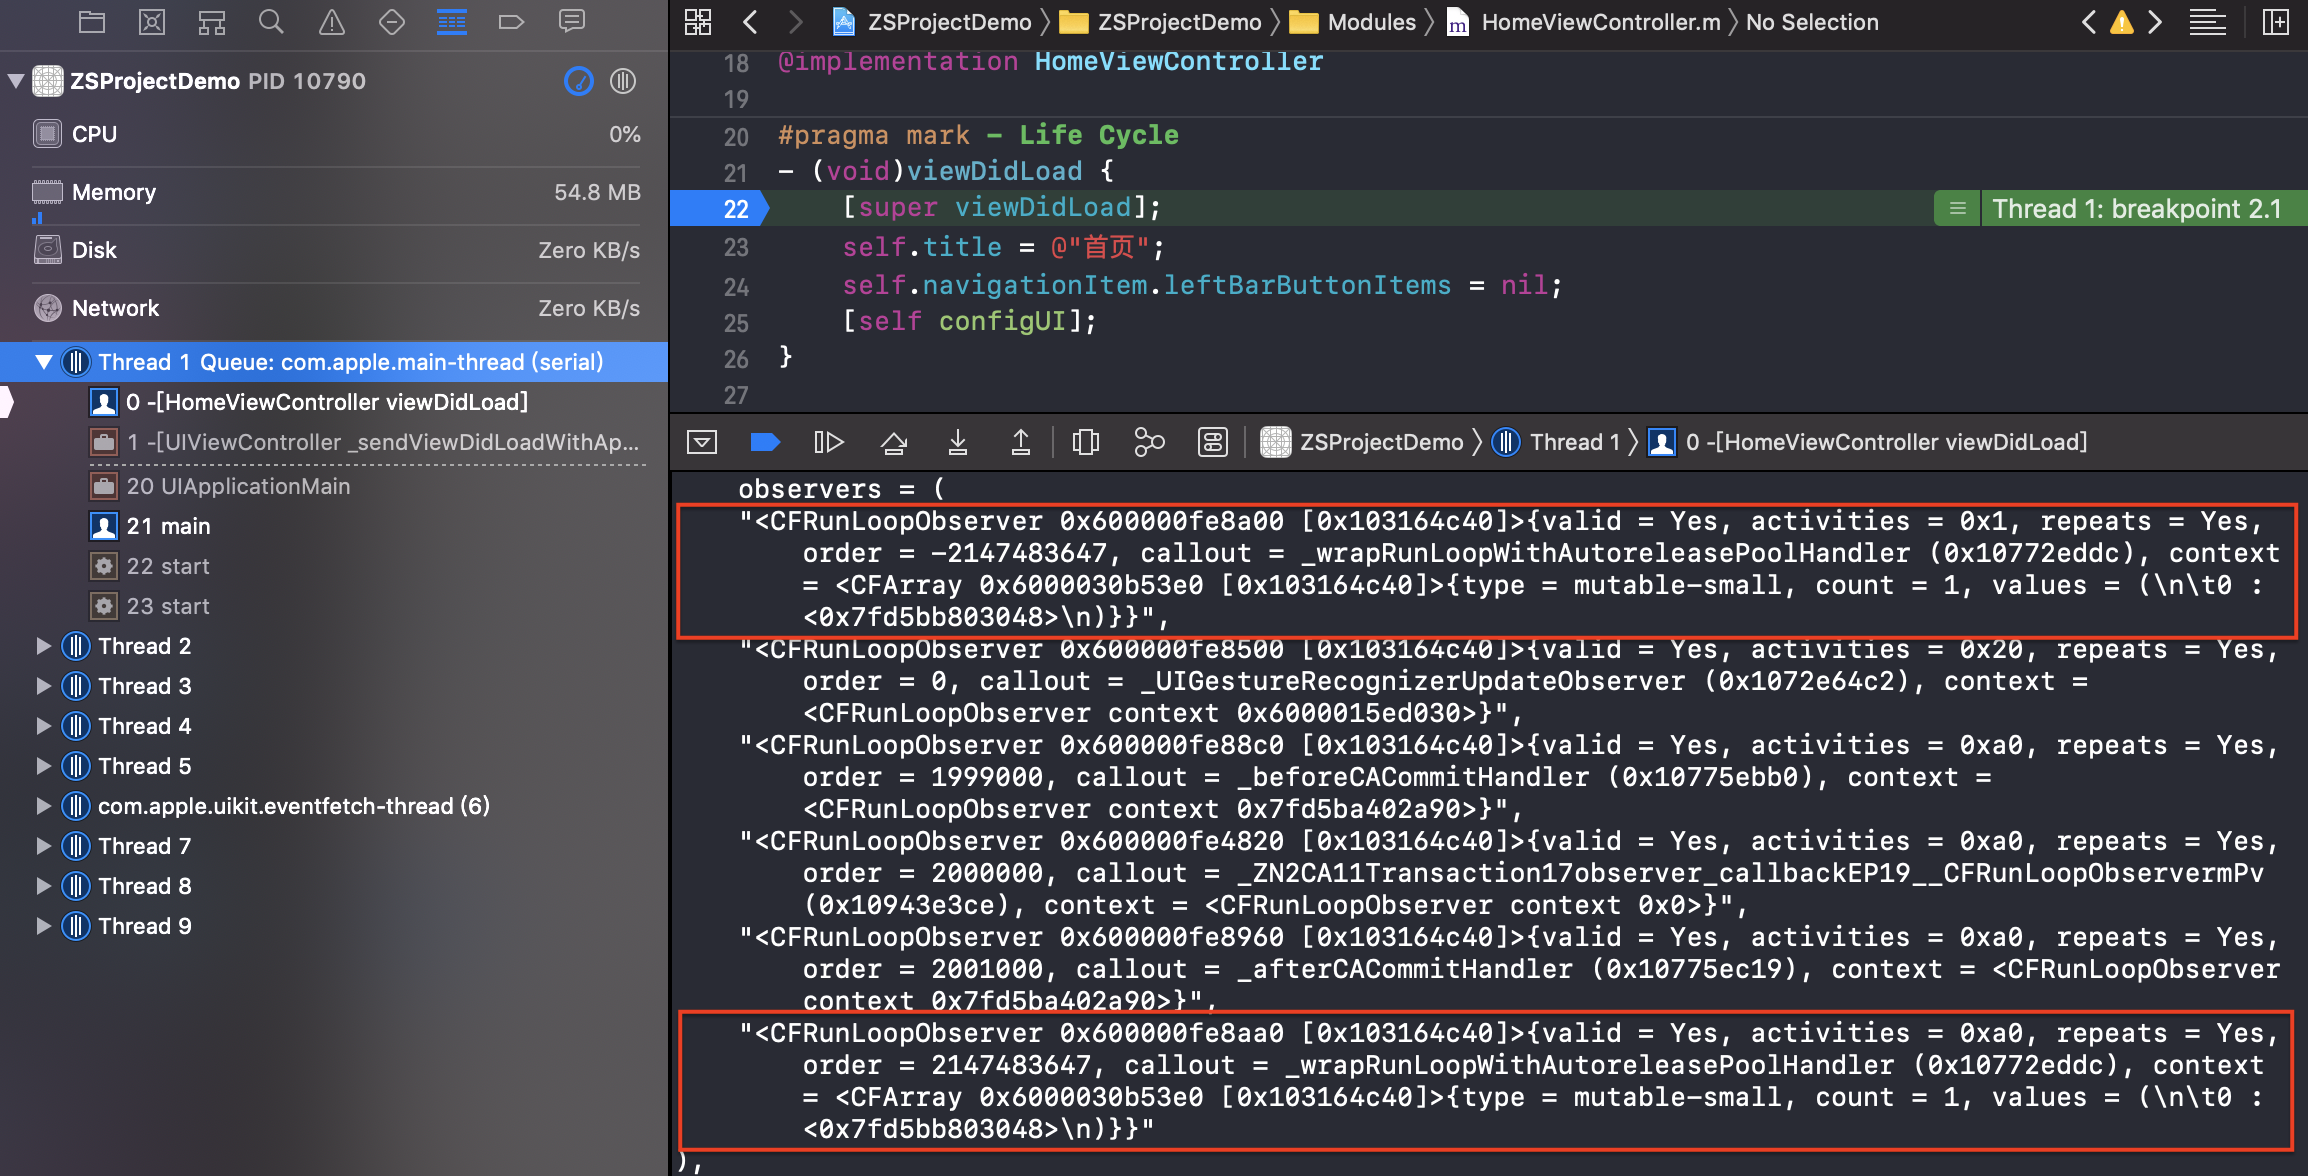 ZSProjectDemo PID 10790
CPU 0%
Memory 54.8 MB
Disk Zero KB/s
Network Zero KB/s
Thread 1 Queue: com.apple.main-thread (serial)
0 -[HomeViewController viewDidLoad]
1 -[UIViewController _sendViewDidLoadWithAp...
20 UIApplicationMain
21 main
22 start
23 start
Thread 2
Thread 3
Thread 4
Thread 5
com.apple.uikit.eventfetch-thread (6)
Thread 7
Thread 8
Thread 9
ZSProjectDemo 〉 ZSProjectDemo 〉 Modules 〉 m HomeViewController.m 〉 No Selection
18 @implementation HomeViewController
19
20 #pragma mark - Life Cycle
21 - (void)viewDidLoad {
22 [super viewDidLoad]; Thread 1: breakpoint 2.1
23 self.title = @"首页";
24 self.navigationItem.leftBarButtonItems = nil;
25 [self configUI];
26 }
27
ZSProjectDemo 〉 Thread 1 〉 0 -[HomeViewController viewDidLoad]
observers = (
"<CFRunLoopObserver 0x600000fe8a00 [0x103164c40]>{valid = Yes, activities = 0x1, repeats = Yes,
order = -2147483647, callout = _wrapRunLoopWithAutoreleasePoolHandler (0x10772eddc), context
= <CFArray 0x6000030b53e0 [0x103164c40]>{type = mutable-small, count = 1, values = (\n\t0 :
<0x7fd5bb803048>\n)}}",
"<CFRunLoopObserver 0x600000fe8500 [0x103164c40]>{valid = Yes, activities = 0x20, repeats = Yes,
order = 0, callout = _UIGestureRecognizerUpdateObserver (0x1072e64c2), context =
<CFRunLoopObserver context 0x6000015ed030>}",
"<CFRunLoopObserver 0x600000fe88c0 [0x103164c40]>{valid = Yes, activities = 0xa0, repeats = Yes,
order = 1999000, callout = _beforeCACommitHandler (0x10775ebb0), context =
<CFRunLoopObserver context 0x7fd5ba402a90>}",
"<CFRunLoopObserver 0x600000fe4820 [0x103164c40]>{valid = Yes, activities = 0xa0, repeats = Yes,
order = 2000000, callout = _ZN2CA11Transaction17observer_callbackEP19__CFRunLoopObservermPv
(0x10943e3ce), context = <CFRunLoopObserver context 0x0>}",
"<CFRunLoopObserver 0x600000fe8960 [0x103164c40]>{valid = Yes, activities = 0xa0, repeats = Yes,
order = 2001000, callout = _afterCACommitHandler (0x10775ec19), context = <CFRunLoopObserver
context 0x7fd5ba402a90>}",
"<CFRunLoopObserver 0x600000fe8aa0 [0x103164c40]>{valid = Yes, activities = 0xa0, repeats = Yes,
order = 2147483647, callout = _wrapRunLoopWithAutoreleasePoolHandler (0x10772eddc), context
= <CFArray 0x6000030b53e0 [0x103164c40]>{type = mutable-small, count = 1, values = (\n\t0 :
<0x7fd5bb803048>\n)}}"
),